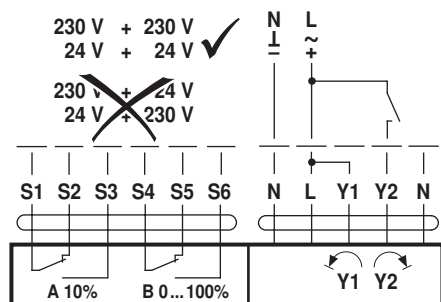 230 V + 230 V
24 V + 24 V
230 V + 24 V
24 V + 230 V
N L
⊥ ~
− +
S1 S2 S3 S4 S5 S6
N L Y1 Y2 N
A 10% B 0...100%
Y1 Y2